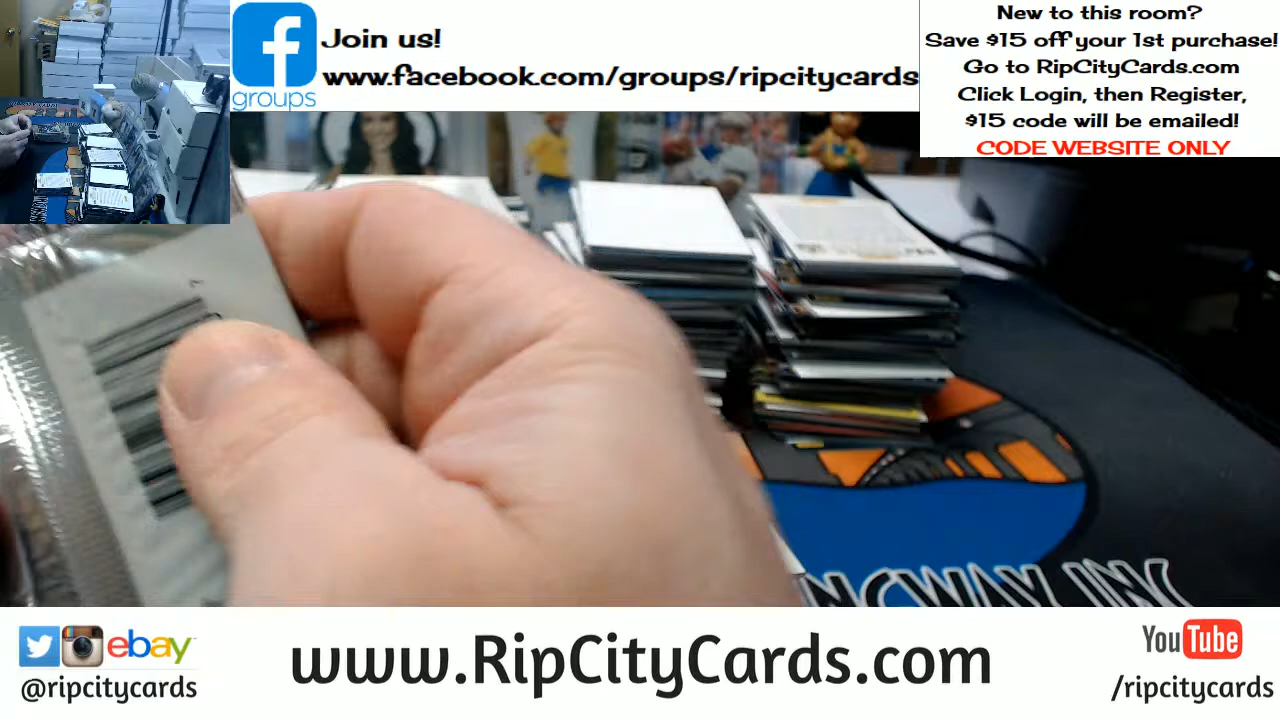 groups
Join us!
www.facebook.com/groups/ripcitycards
New to this room?
Save $15 off your 1st purchase!
Go to RipCityCards.com
Click Login, then Register,
$15 code will be emailed!
CODE WEBSITE ONLY
INC
ebay
@ripcitycards
www.RipCityCards.com
YouTube
/ripcitycards